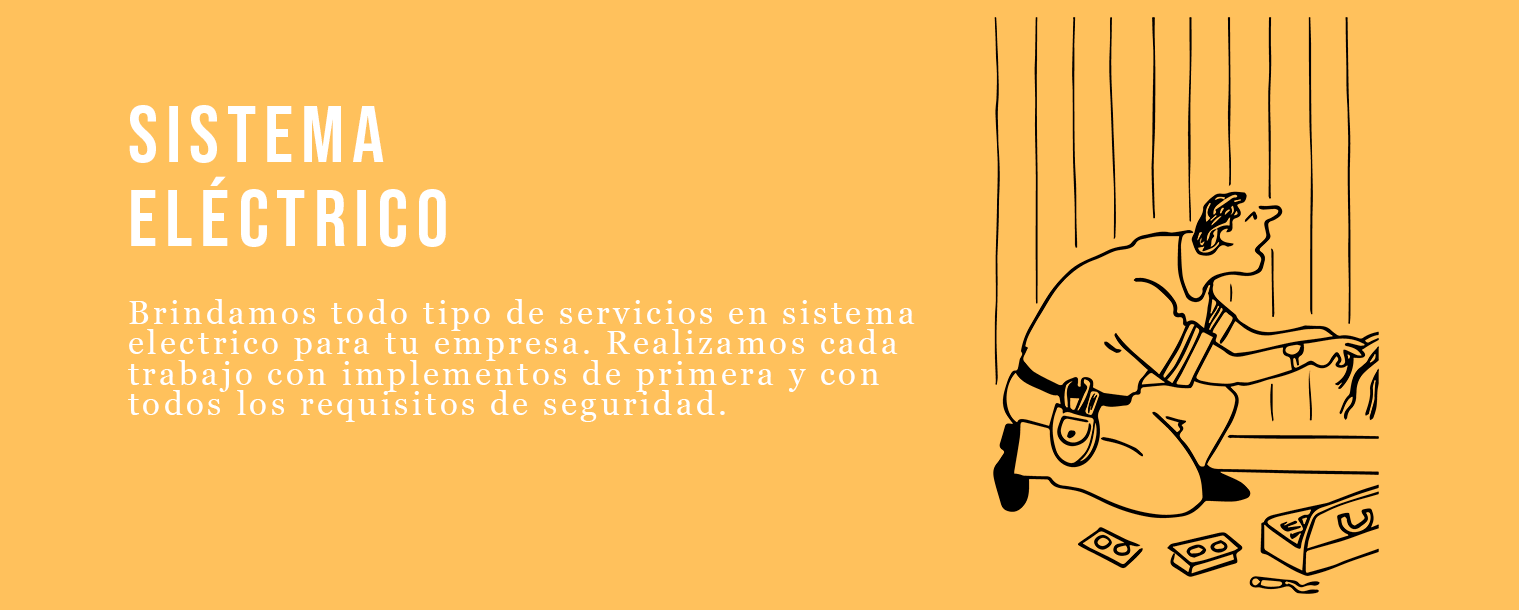 SISTEMA
ELÉCTRICO
Brindamos todo tipo de servicios en sistema
electrico para tu empresa. Realizamos cada
trabajo con implementos de primera y con
todos los requisitos de seguridad.